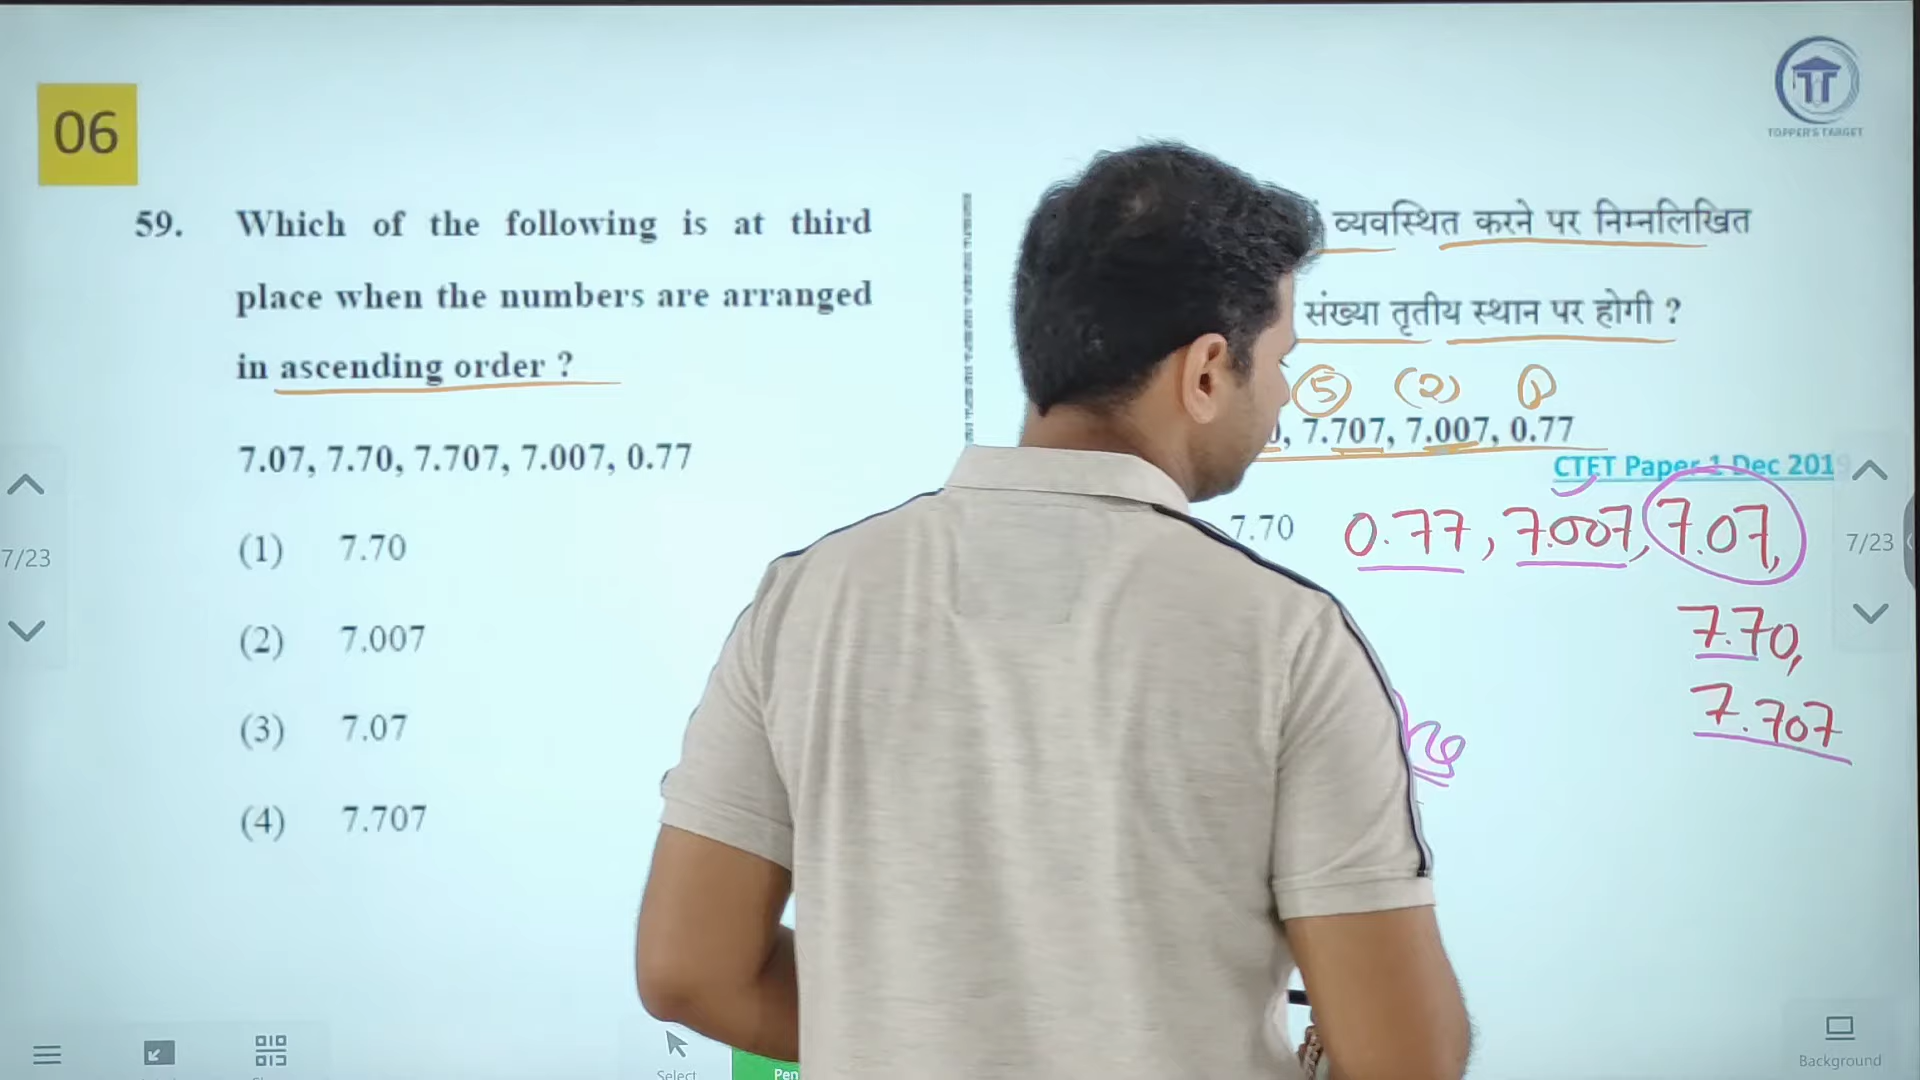 06
TOPPER'S TARGET
59. Which of the following is at third
place when the numbers are arranged
in ascending order ?
7.07, 7.70, 7.707, 7.007, 0.77
(1) 7.70
(2) 7.007
(3) 7.07
(4) 7.707
व्यवस्थित करने पर निम्नलिखित
संख्या तृतीय स्थान पर होगी ?
5 (2) 1
7.707, 7.007, 0.77
CTET Paper 1 Dec 201
7.70
0.77, 7.007, 7.07,
7.70,
7.707
7/23
7/23
Select
Pen
Background